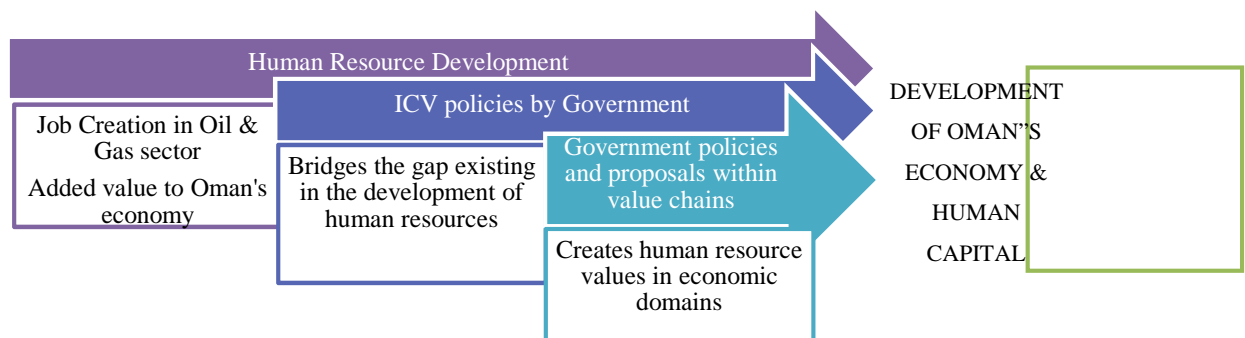 Human Resource Development
Job Creation in Oil &
Gas sector
Added value to Oman's
economy
ICV policies by Government
Bridges the gap existing
in the development of
human resources
Government policies
and proposals within
value chains
Creates human resource
values in economic
domains
DEVELOPMENT
OF OMAN”S
ECONOMY &
HUMAN
CAPITAL